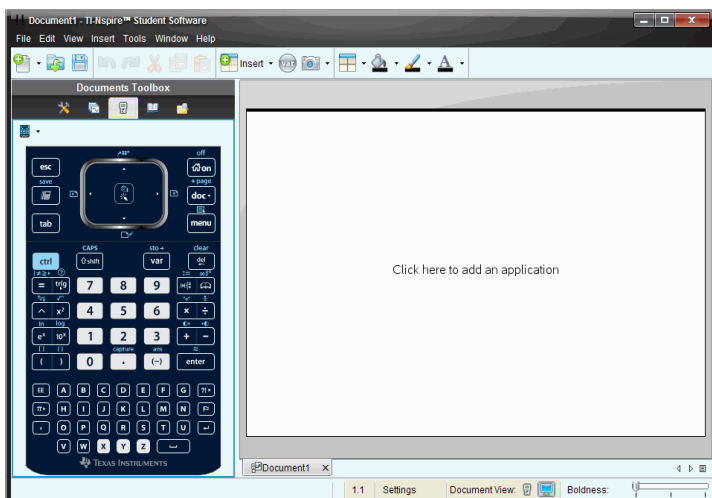 Document1 - TI-Nspire™ Student Software
File Edit View Insert Tools Window Help
Insert
var
A
Documents Toolbox
off
esc
on
save
+page
doc
tab
menu
CAPS sto→ clear
ctrl
shift
var
del
= trig 7 8 9
^ x² 4 5 6 × ÷
ln log
eˣ 10ˣ 1 2 3 + −
capture ans
( ) 0 . (−) enter
EE A B C D E F G ?!
π H I J K L M N
, O P Q R S T U
V W X Y Z
TEXAS INSTRUMENTS
Click here to add an application
Document1 x
1.1 Settings Document View: Boldness: